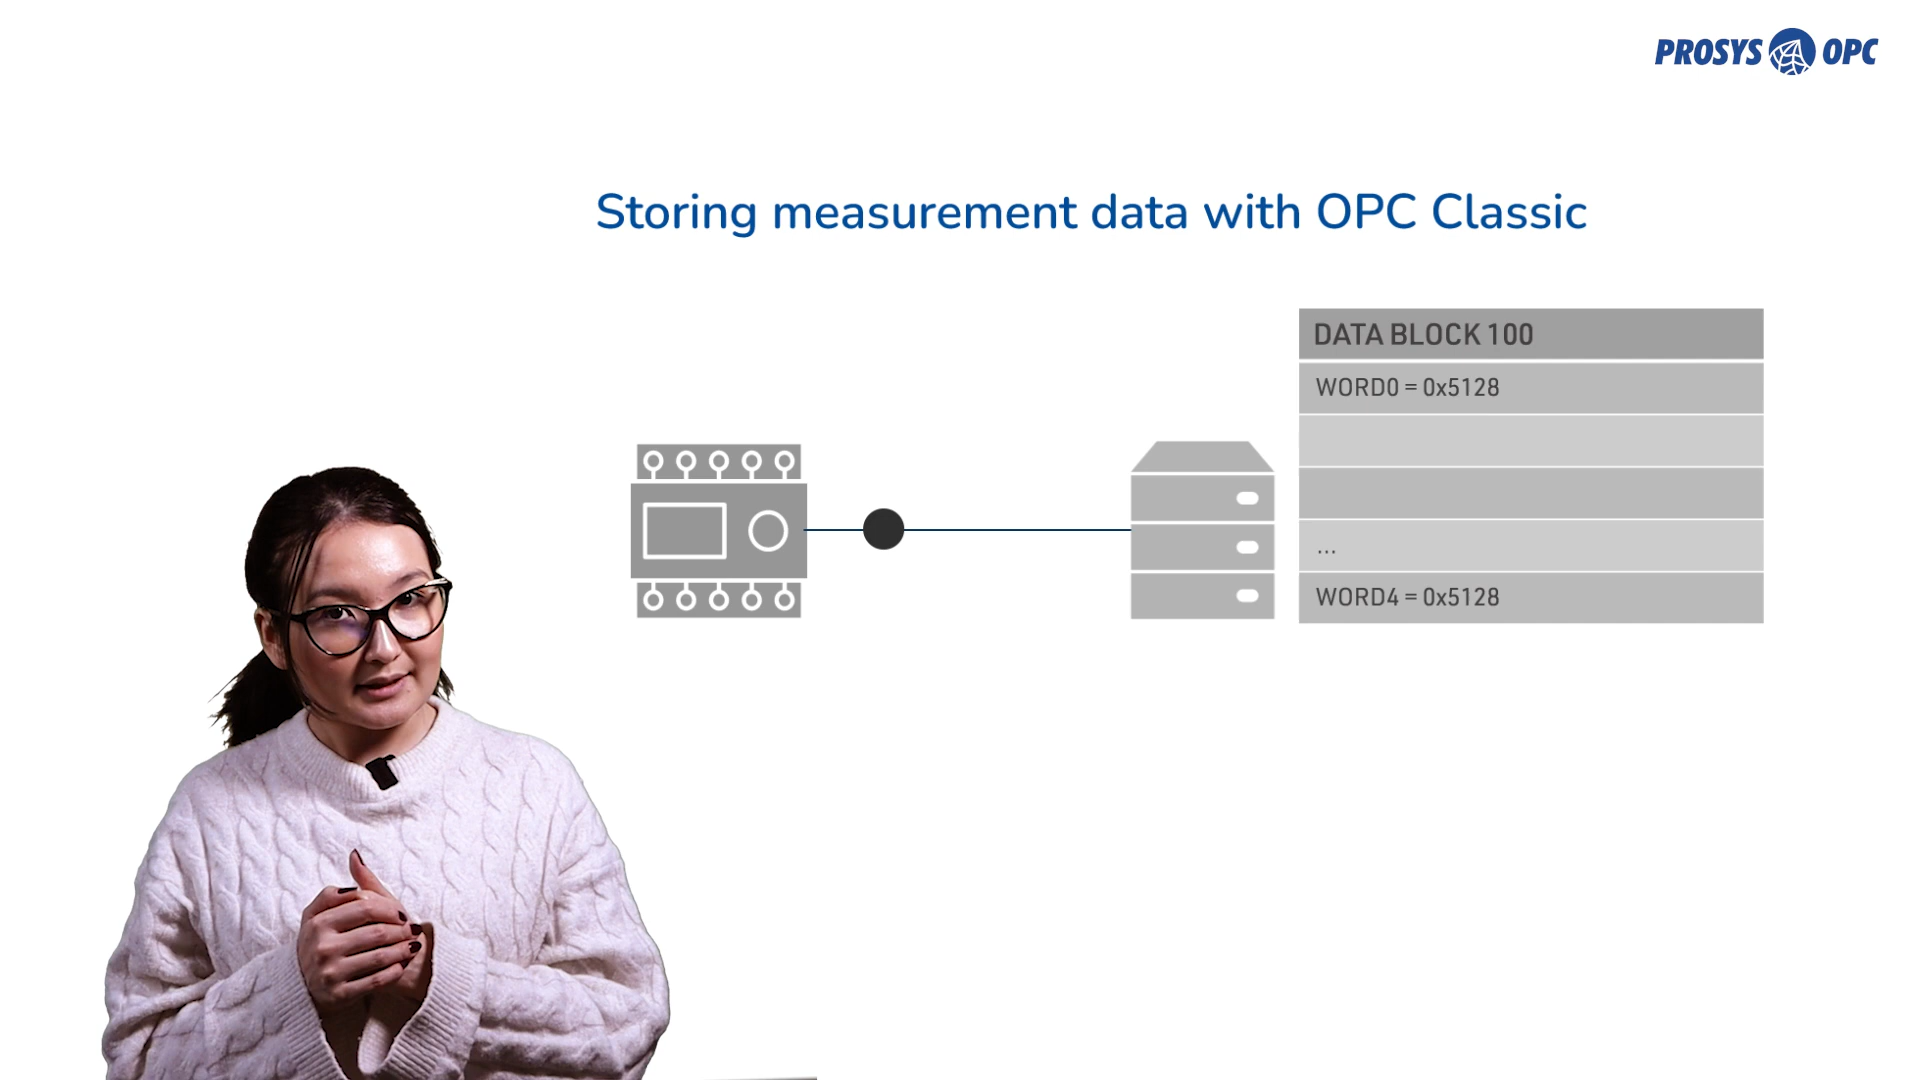 PROSYS OPC
Storing measurement data with OPC Classic
DATA BLOCK 100
WORD0 = 0x5128
...
WORD4 = 0x5128